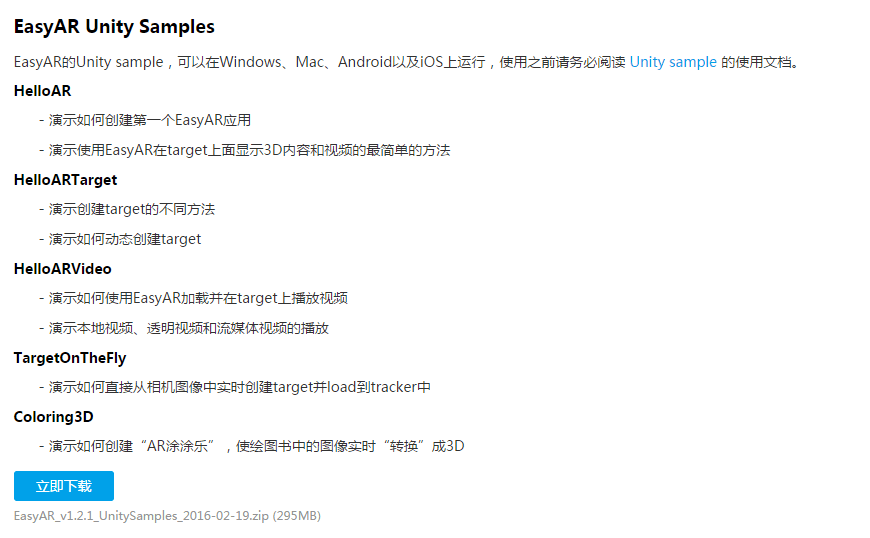 EasyAR Unity Samples
EasyAR的Unity sample，可以在Windows、Mac、Android以及iOS上运行，使用之前请务必阅读 Unity sample 的使用文档。
HelloAR
- 演示如何创建第一个EasyAR应用
- 演示使用EasyAR在target上面显示3D内容和视频的最简单的方法
HelloARTarget
- 演示创建target的不同方法
- 演示如何动态创建target
HelloARVideo
- 演示如何使用EasyAR加载并在target上播放视频
- 演示本地视频、透明视频和流媒体视频的播放
TargetOnTheFly
- 演示如何直接从相机图像中实时创建target并load到tracker中
Coloring3D
- 演示如何创建“AR涂涂乐”，使绘图书中的图像实时“转换”成3D
立即下载
EasyAR_v1.2.1_UnitySamples_2016-02-19.zip (295MB)